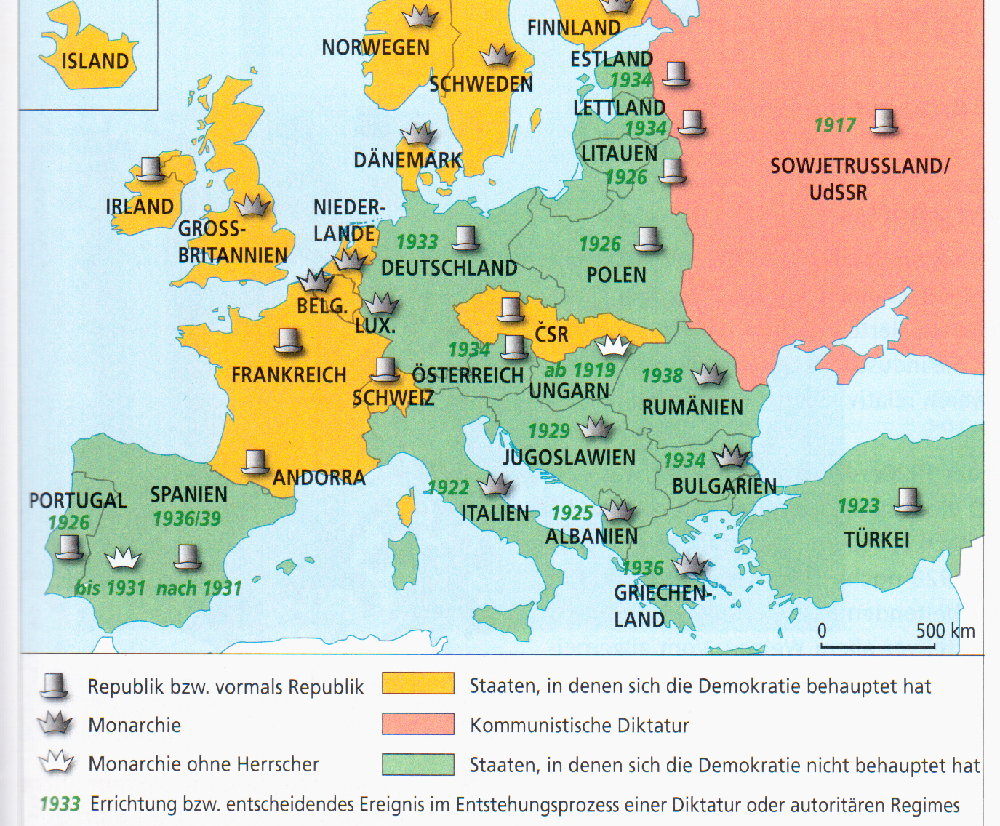 ISLAND
NORWEGEN
FINNLAND
SCHWEDEN
ESTLAND
1934
LETTLAND
1934
LITAUEN
1926
1917
SOWJETRUSSLAND/
UdSSR
DÄNEMARK
IRLAND
GROSS-
BRITANNIEN
NIEDER-
LANDE
1933
DEUTSCHLAND
1926
POLEN
BELG.
LUX.
ČSR
FRANKREICH
SCHWEIZ
1934
ÖSTERREICH
ab 1919
UNGARN
1938
RUMÄNIEN
1929
JUGOSLAWIEN
1934
BULGARIEN
ANDORRA
PORTUGAL
1926
SPANIEN
1936/39
bis 1931
nach 1931
1922
ITALIEN
1925
ALBANIEN
1936
GRIECHEN-
LAND
1923
TÜRKEI
0 500 km
Republik bzw. vormals Republik
Monarchie
Monarchie ohne Herrscher
Staaten, in denen sich die Demokratie behauptet hat
Kommunistische Diktatur
Staaten, in denen sich die Demokratie nicht behauptet hat
1933 Errichtung bzw. entscheidendes Ereignis im Entstehungsprozess einer Diktatur oder autoritären Regimes